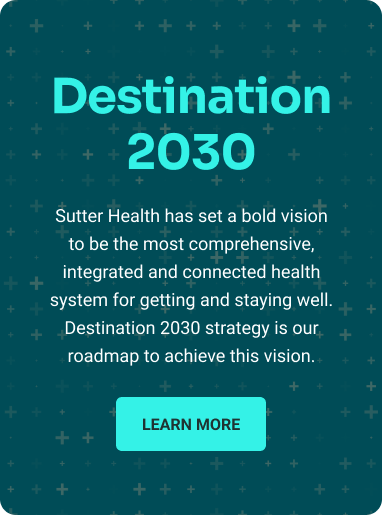 Destination
2030
Sutter Health has set a bold vision
to be the most comprehensive,
integrated and connected health
system for getting and staying well.
Destination 2030 strategy is our
roadmap to achieve this vision.
LEARN MORE